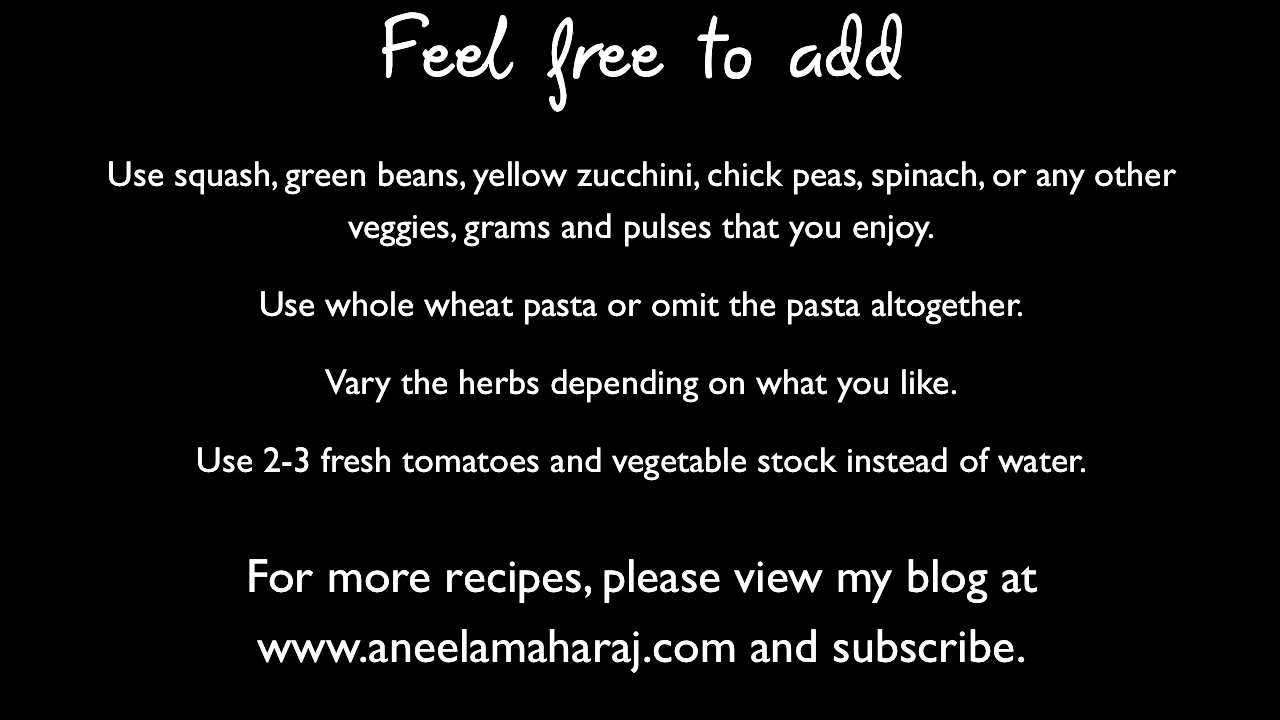 Feel free to add
Use squash, green beans, yellow zucchini, chick peas, spinach, or any other
veggies, grams and pulses that you enjoy.
Use whole wheat pasta or omit the pasta altogether.
Vary the herbs depending on what you like.
Use 2-3 fresh tomatoes and vegetable stock instead of water.
For more recipes, please view my blog at
www.aneelamaharaj.com and subscribe.